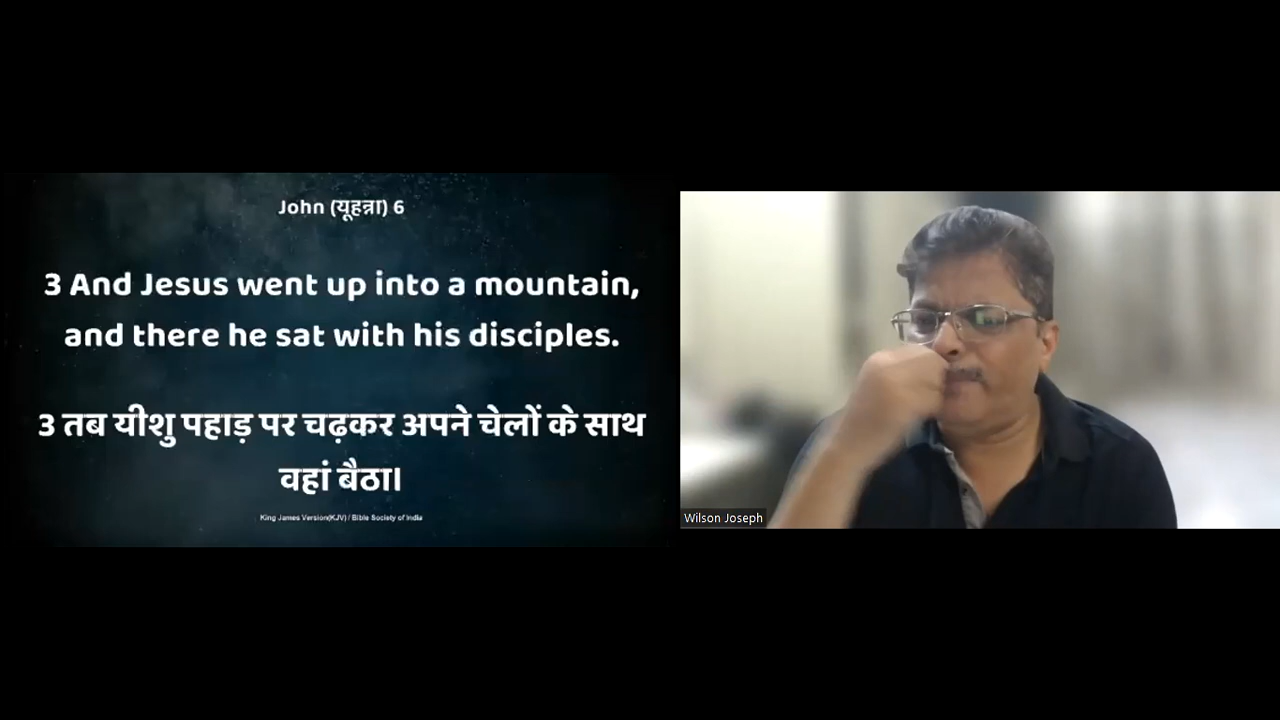 John (यूहन्ना) 6
3 And Jesus went up into a mountain,
and there he sat with his disciples.
3 तब यीशु पहाड़ पर चढ़कर अपने चेलों के साथ
वहां बैठा।
King James Version(KJV) / Bible Society of India
Wilson Joseph